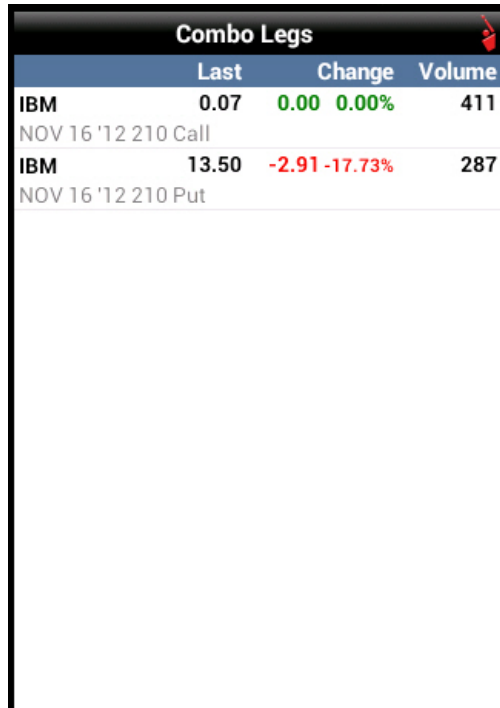 Combo Legs
Last Change Volume
IBM 0.07 0.00 0.00% 411
NOV 16 '12 210 Call
IBM 13.50 -2.91 -17.73% 287
NOV 16 '12 210 Put